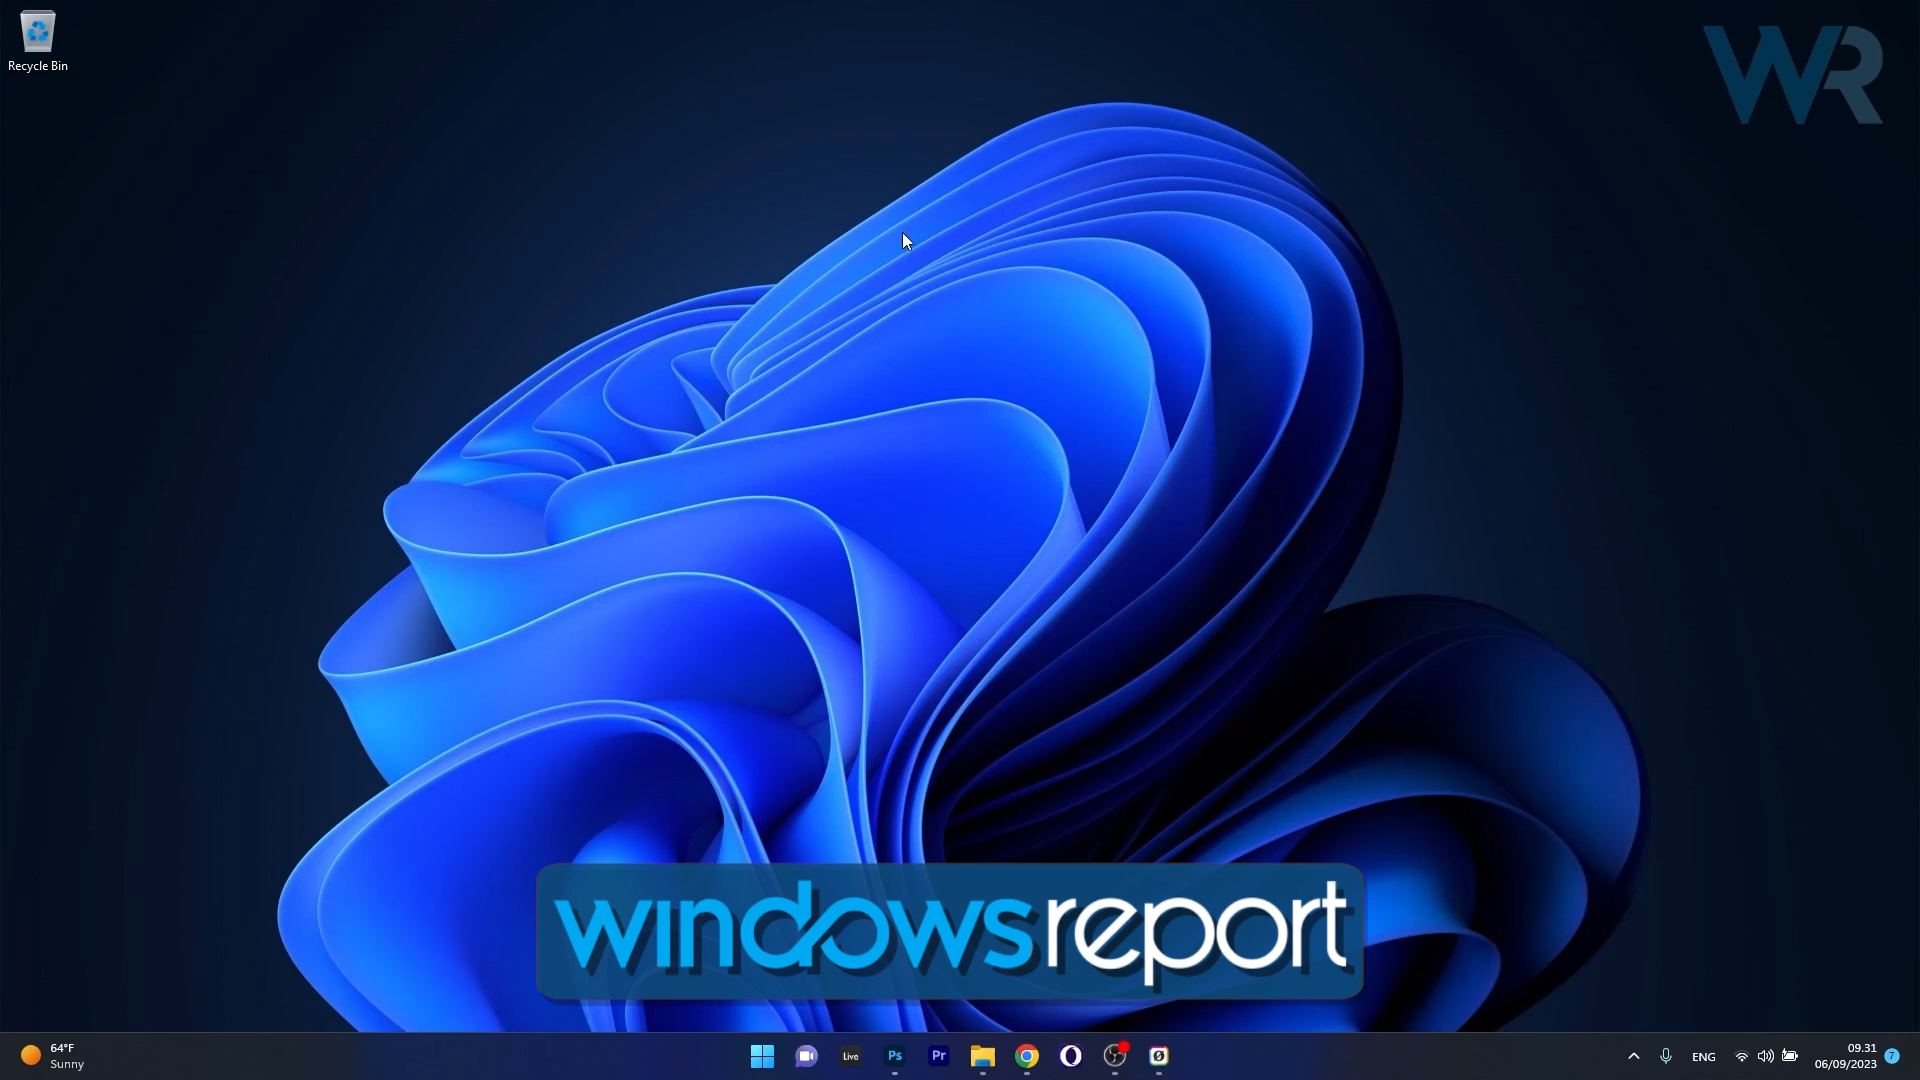 Recycle Bin
WR
windowsreport
64°F
Sunny
Live
Ps
Pr
ENG
09.31
06/09/2023
7